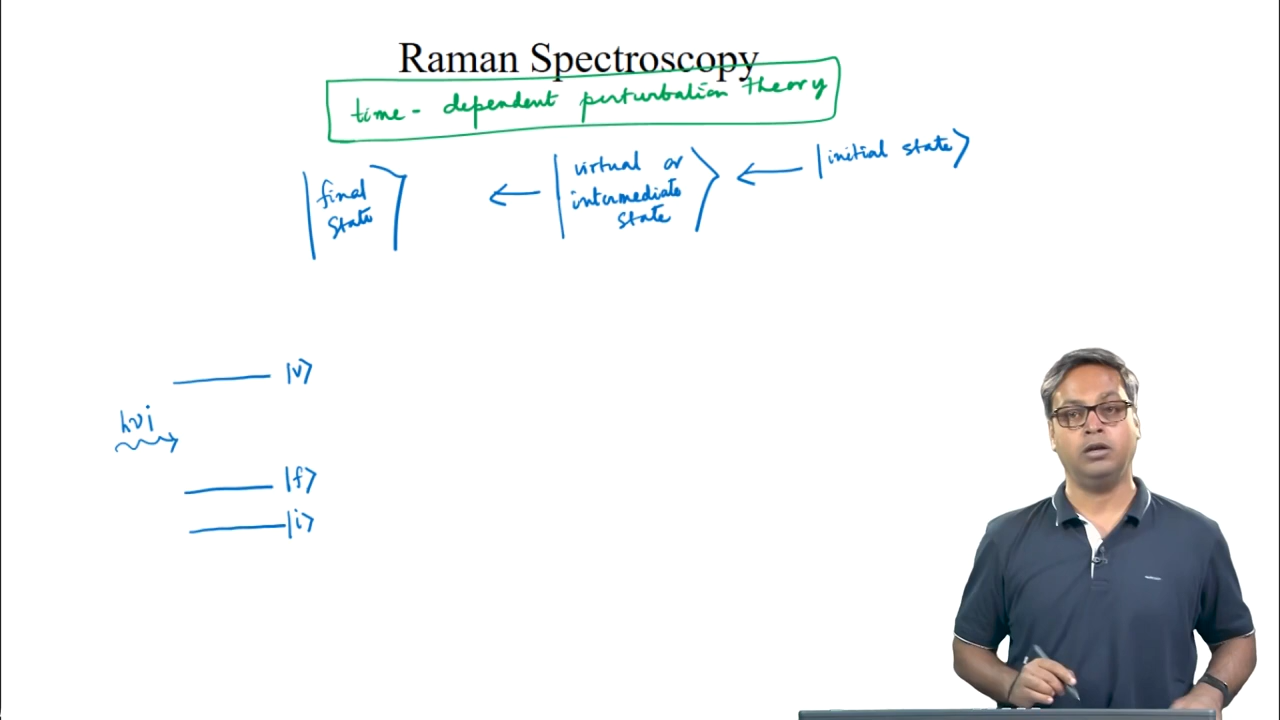 Raman Spectroscopy
time - dependent perturbation theory
|final state⟩ ← |virtual or intermediate state⟩ ← |initial state⟩
|v⟩
hνi
|f⟩
|i⟩